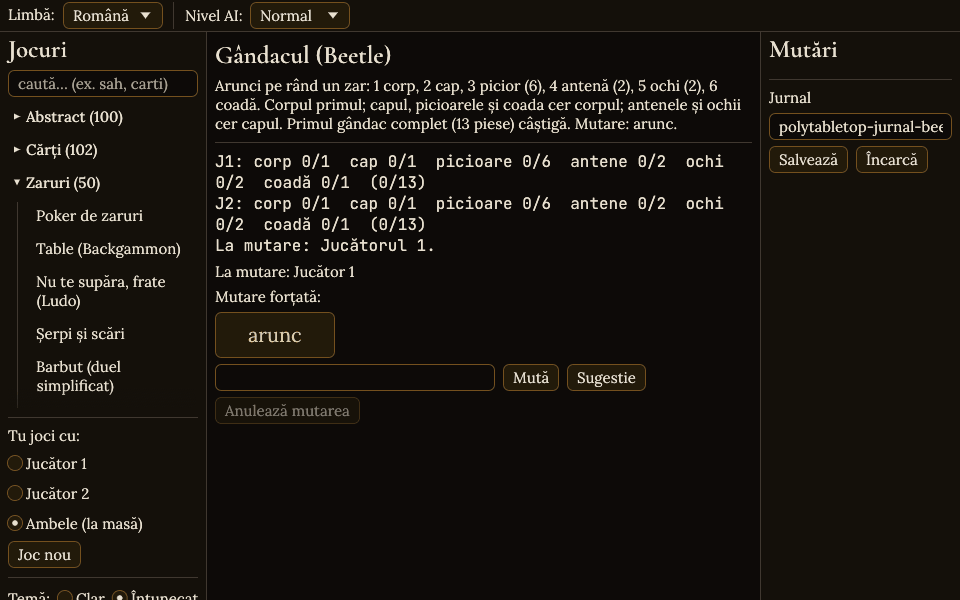 Limbă: Română ▼ Nivel AI: Normal ▼
Jocuri
caută... (ex. sah, carti)
▸ Abstract (100)
▸ Cărți (102)
▾ Zaruri (50)
Poker de zaruri
Table (Backgammon)
Nu te supăra, frate
(Ludo)
Șerpi și scări
Barbut (duel
simplificat)
Tu joci cu:
Jucător 1
Jucător 2
Ambele (la masă)
Joc nou
Temă: Clar Întunecat
Gândacul (Beetle)
Arunci pe rând un zar: 1 corp, 2 cap, 3 picior (6), 4 antenă (2), 5 ochi (2), 6
coadă. Corpul primul; capul, picioarele și coada cer corpul; antenele și ochii
cer capul. Primul gândac complet (13 piese) câștigă. Mutare: arunc.
J1: corp 0/1 cap 0/1 picioare 0/6 antene 0/2 ochi
0/2 coadă 0/1 (0/13)
J2: corp 0/1 cap 0/1 picioare 0/6 antene 0/2 ochi
0/2 coadă 0/1 (0/13)
La mutare: Jucătorul 1.
La mutare: Jucător 1
Mutare forțată:
arunc
Mută Sugestie
Anulează mutarea
Mutări
Jurnal
polytabletop-jurnal-bee
Salvează Încarcă